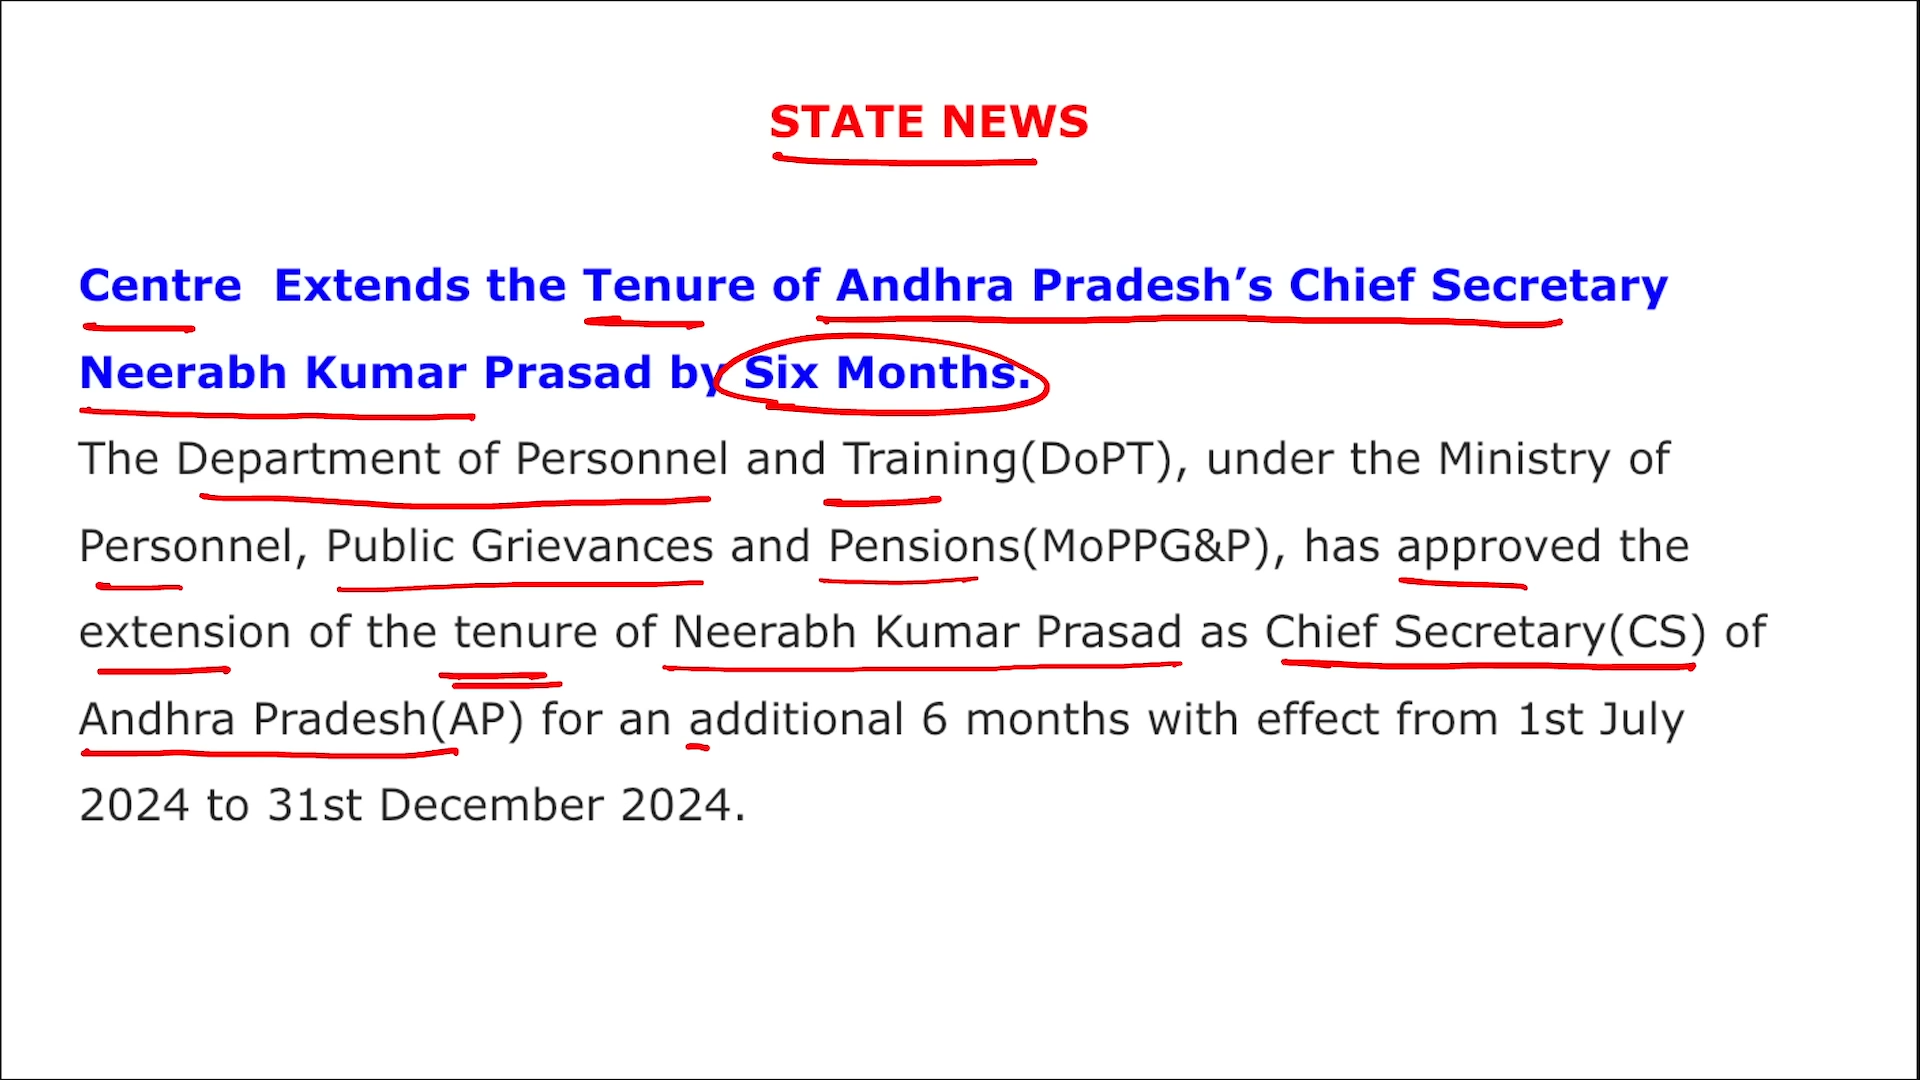 STATE NEWS
Centre  Extends the Tenure of Andhra Pradesh’s Chief Secretary
Neerabh Kumar Prasad by Six Months.
The Department of Personnel and Training(DoPT), under the Ministry of
Personnel, Public Grievances and Pensions(MoPPG&P), has approved the
extension of the tenure of Neerabh Kumar Prasad as Chief Secretary(CS) of
Andhra Pradesh(AP) for an additional 6 months with effect from 1st July
2024 to 31st December 2024.